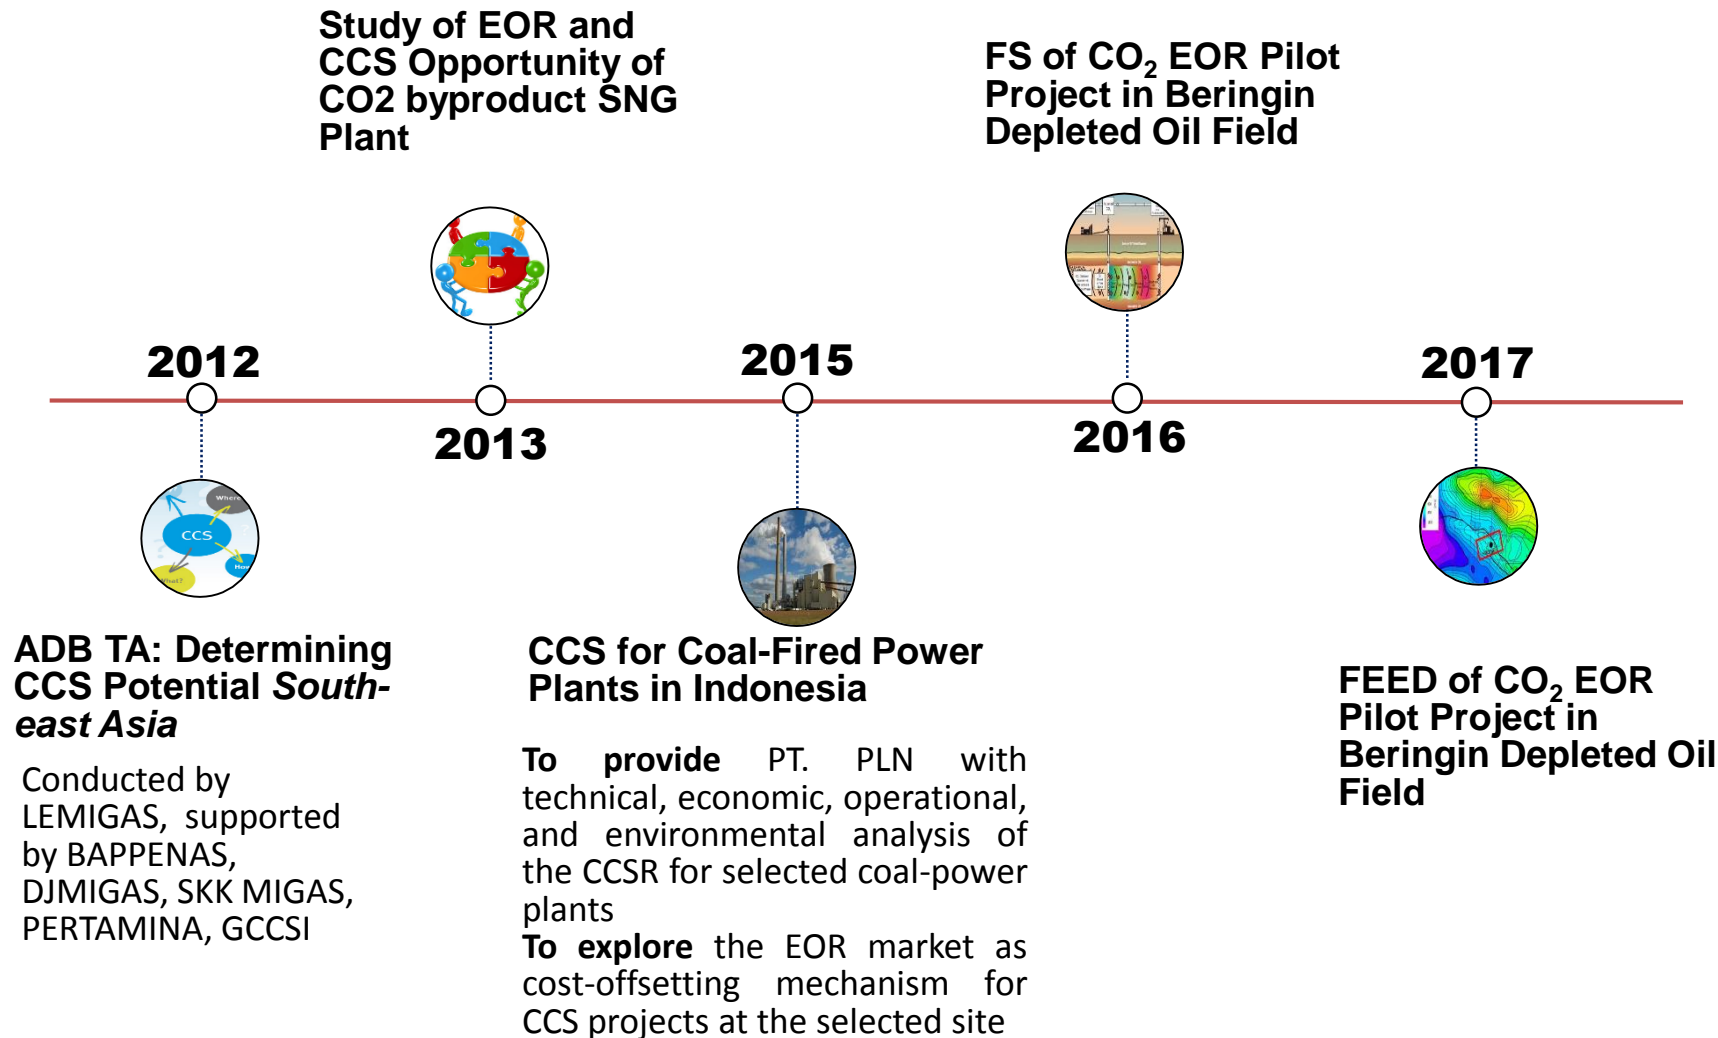 Study of EOR and
CCS Opportunity of
CO2 byproduct SNG
Plant
FS of CO₂ EOR Pilot
Project in Beringin
Depleted Oil Field
2012
2013
2015
2016
2017
Where
CCS
How
What?
ADB TA: Determining
CCS Potential South-
east Asia
Conducted by
LEMIGAS, supported
by BAPPENAS,
DJMIGAS, SKK MIGAS,
PERTAMINA, GCCSI
CCS for Coal-Fired Power
Plants in Indonesia
To provide PT. PLN with
technical, economic, operational,
and environmental analysis of
the CCSR for selected coal-power
plants
To explore the EOR market as
cost-offsetting mechanism for
CCS projects at the selected site
FEED of CO₂ EOR
Pilot Project in
Beringin Depleted Oil
Field